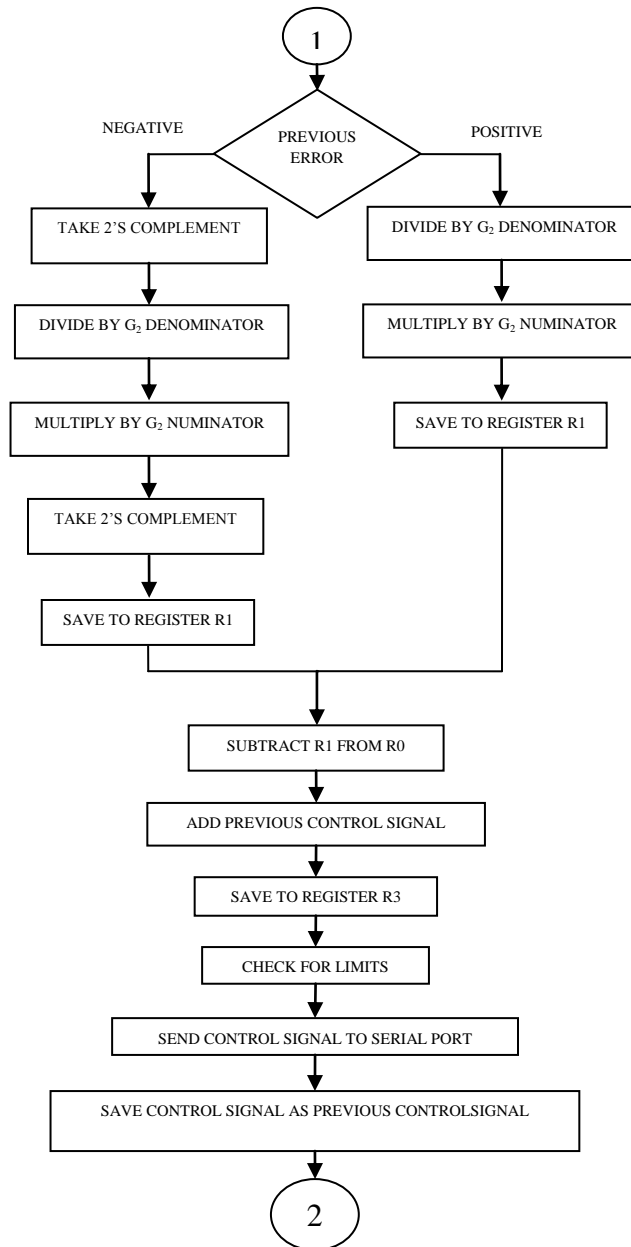 1
PREVIOUS
ERROR
NEGATIVE
POSITIVE
TAKE 2’S COMPLEMENT
DIVIDE BY G₂ DENOMINATOR
MULTIPLY BY G₂ NUMINATOR
TAKE 2’S COMPLEMENT
SAVE TO REGISTER R1
DIVIDE BY G₂ DENOMINATOR
MULTIPLY BY G₂ NUMINATOR
SAVE TO REGISTER R1
SUBTRACT R1 FROM R0
ADD PREVIOUS CONTROL SIGNAL
SAVE TO REGISTER R3
CHECK FOR LIMITS
SEND CONTROL SIGNAL TO SERIAL PORT
SAVE CONTROL SIGNAL AS PREVIOUS CONTROLSIGNAL
2